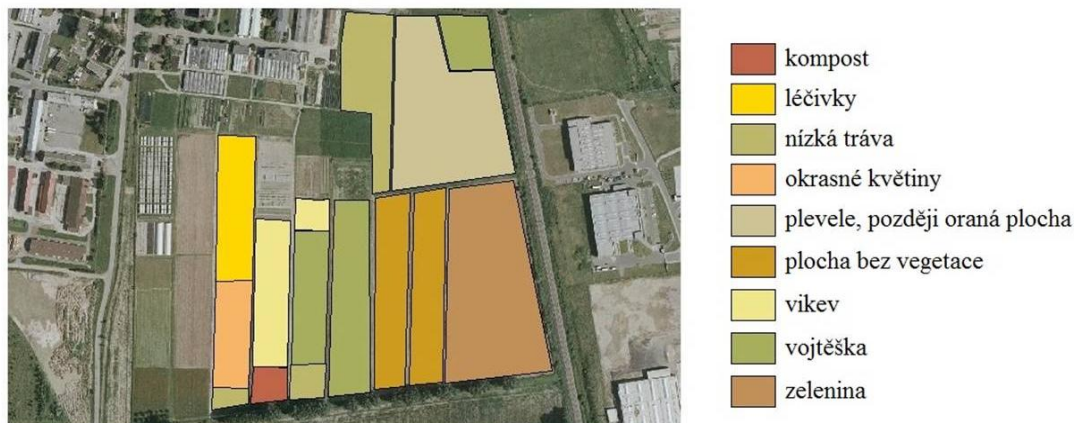 kompost
léčivky
nízká tráva
okrasné květiny
plevele, později oraná plocha
plocha bez vegetace
vikev
vojtěška
zelenina